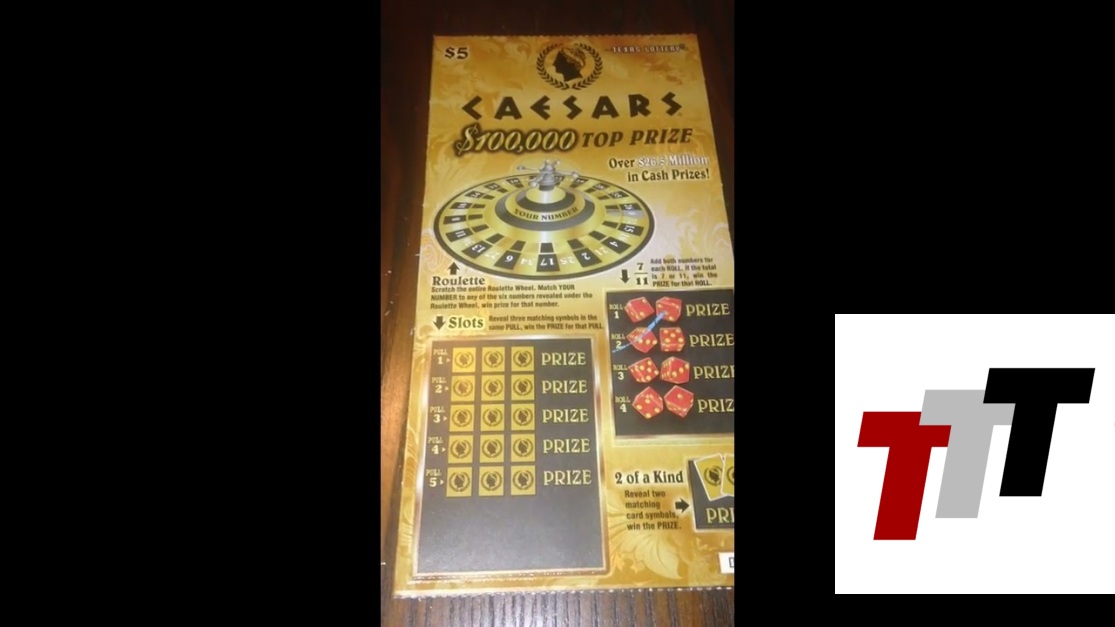 $5
TEXAS LOTTERY
CAESARS
$100,000 TOP PRIZE
Over $26.5 Million
in Cash Prizes!
YOUR NUMBER
Roulette
Scratch the entire Roulette Wheel. Match YOUR
NUMBER to any of the six numbers revealed under the
Roulette Wheel, win prize for that number.
7
11
Add both numbers for
each ROLL. If the total
is 7 or 11, win the
PRIZE for that ROLL.
Slots
Reveal three matching symbols in the
same PULL, win the PRIZE for that PULL.
PULL
1
PRIZE
PULL
2
PRIZE
PULL
3
PRIZE
PULL
4
PRIZE
PULL
5
PRIZE
ROLL
1
PRIZE
ROLL
2
PRIZE
ROLL
3
PRIZE
ROLL
4
PRIZ
2 of a Kind
Reveal two
matching
card symbols,
win the PRIZE.
PRI
TTT